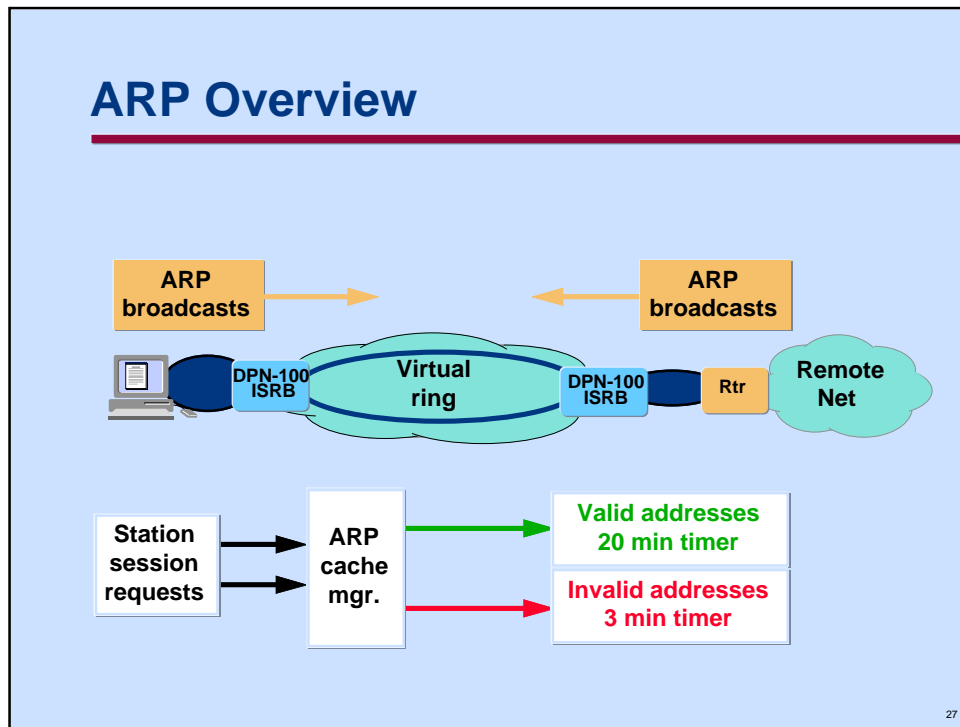 ARP Overview
ARP
broadcasts
ARP
broadcasts
DPN-100
ISRB
Virtual
ring
DPN-100
ISRB
Rtr
Remote
Net
Station
session
requests
ARP
cache
mgr.
Valid addresses
20 min timer
Invalid addresses
3 min timer
27